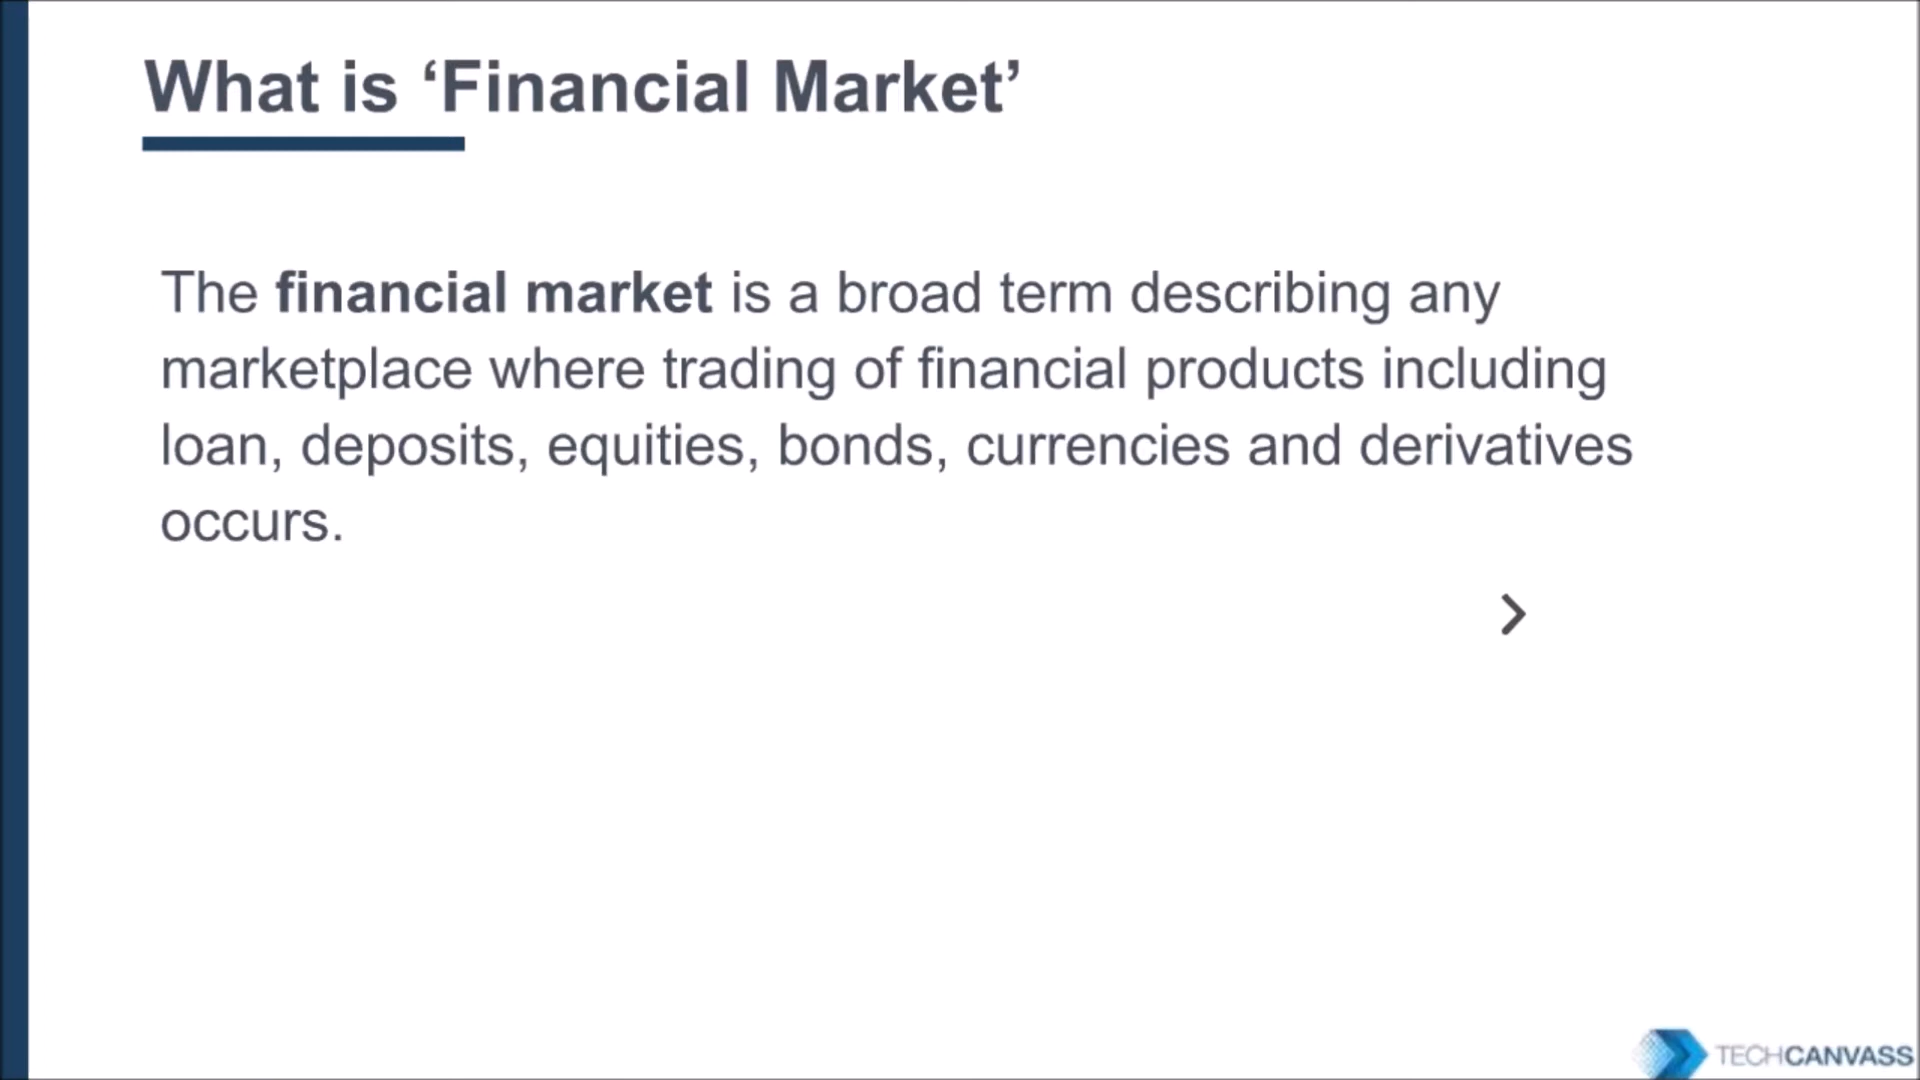 What is ‘Financial Market’
The financial market is a broad term describing any
marketplace where trading of financial products including
loan, deposits, equities, bonds, currencies and derivatives
occurs.
TECHCANVASS